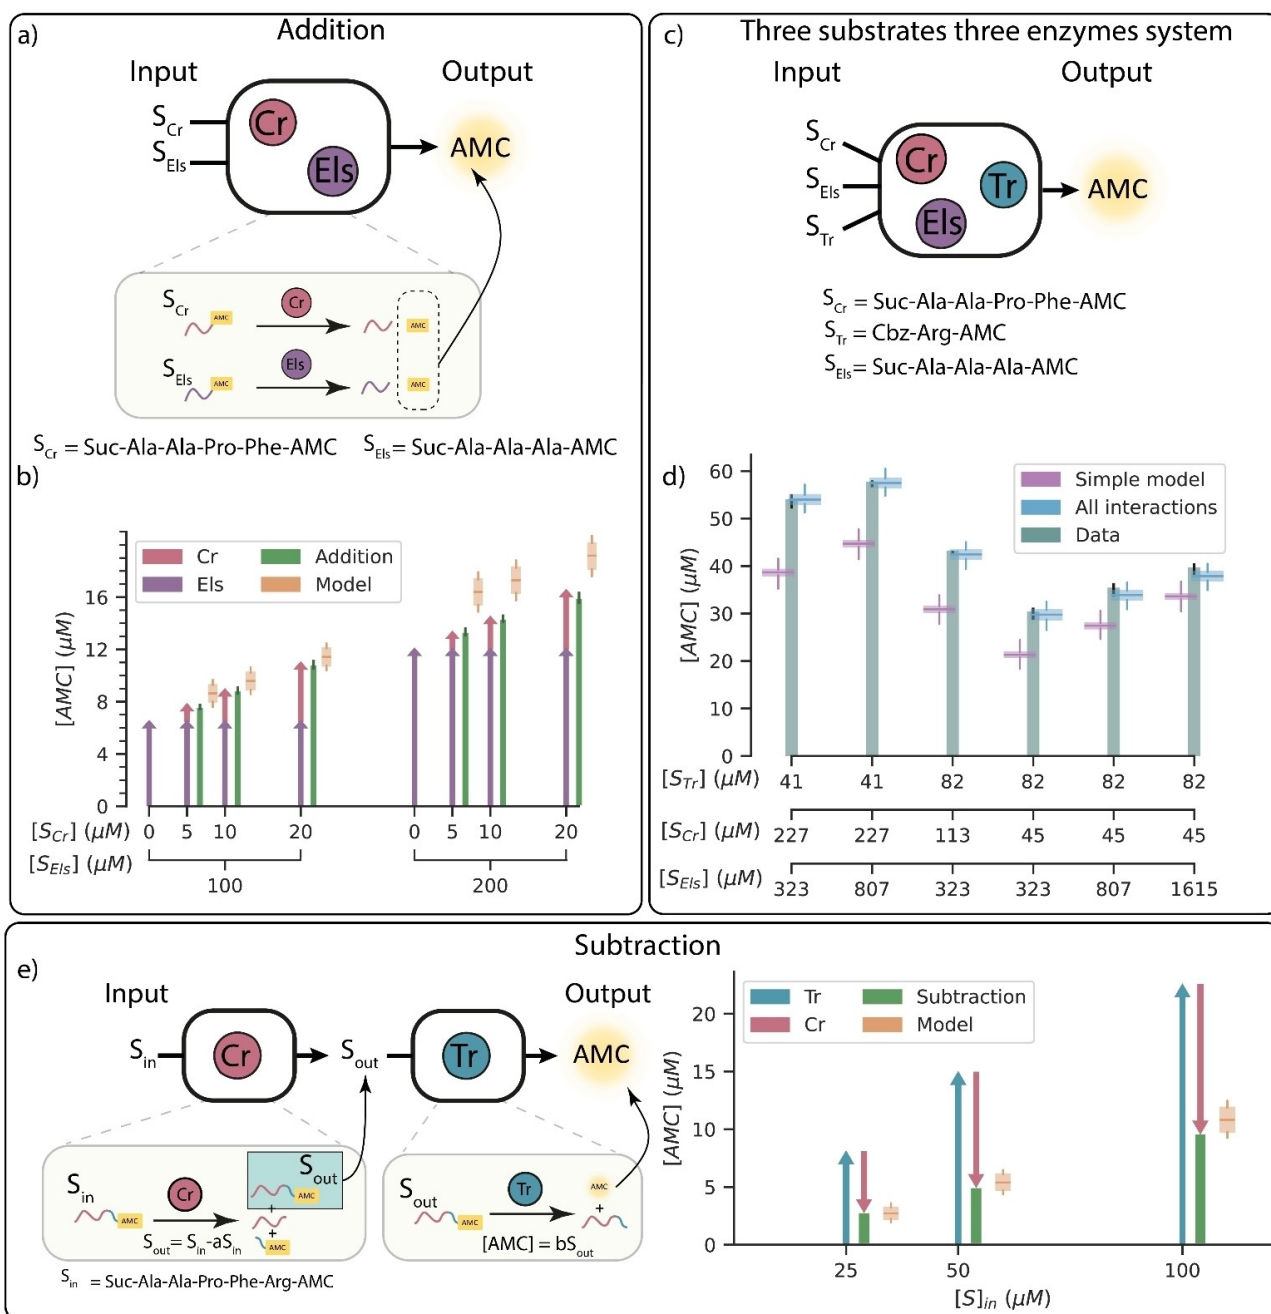 a)
Addition
Input
Output
S_Cr
S_Els
Cr
Els
AMC
S_Cr
AMC
Cr
AMC
S_Els
AMC
Els
AMC
S_Cr = Suc-Ala-Ala-Pro-Phe-AMC
S_Els = Suc-Ala-Ala-Ala-AMC
b)
Cr
Els
Addition
Model
[AMC] (μM)
16
12
8
4
0
[S_Cr] (μM)
0 5 10 20 0 5 10 20
[S_Els] (μM)
100 200
c)
Three substrates three enzymes system
Input
Output
S_Cr
S_Els
S_Tr
Cr
Tr
Els
AMC
S_Cr = Suc-Ala-Ala-Pro-Phe-AMC
S_Tr = Cbz-Arg-AMC
S_Els = Suc-Ala-Ala-Ala-AMC
d)
Simple model
All interactions
Data
[AMC] (μM)
60
50
40
30
20
10
0
[S_Tr] (μM)
41 41 82 82 82 82
[S_Cr] (μM)
227 227 113 45 45 45
[S_Els] (μM)
323 807 323 323 807 1615
Subtraction
e)
Input
Output
S_in
Cr
S_out
Tr
AMC
S_in
AMC
Cr
S_out
AMC
+
+
AMC
S_out = S_in-aS_in
S_out
AMC
Tr
AMC
+
[AMC] = bS_out
S_in = Suc-Ala-Ala-Pro-Phe-Arg-AMC
Tr
Cr
Subtraction
Model
[AMC] (μM)
20
15
10
5
0
25 50 100
[S]_in (μM)